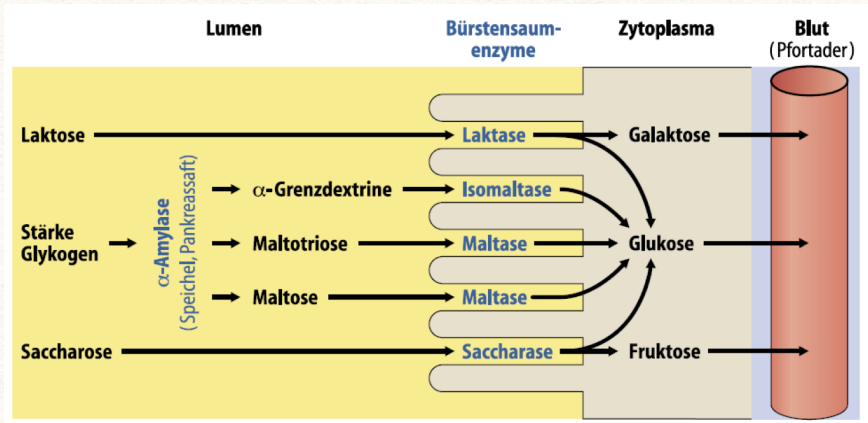 Lumen
Bürstensaum-
enzyme
Zytoplasma
Blut
(Pfortader)
Laktose
Laktase
Galaktose
Stärke
Glykogen
α-Amylase
(Speichel, Pankreassaft)
α-Grenzdextrine
Isomaltase
Maltotriose
Maltase
Glukose
Maltose
Maltase
Saccharose
Saccharase
Fruktose